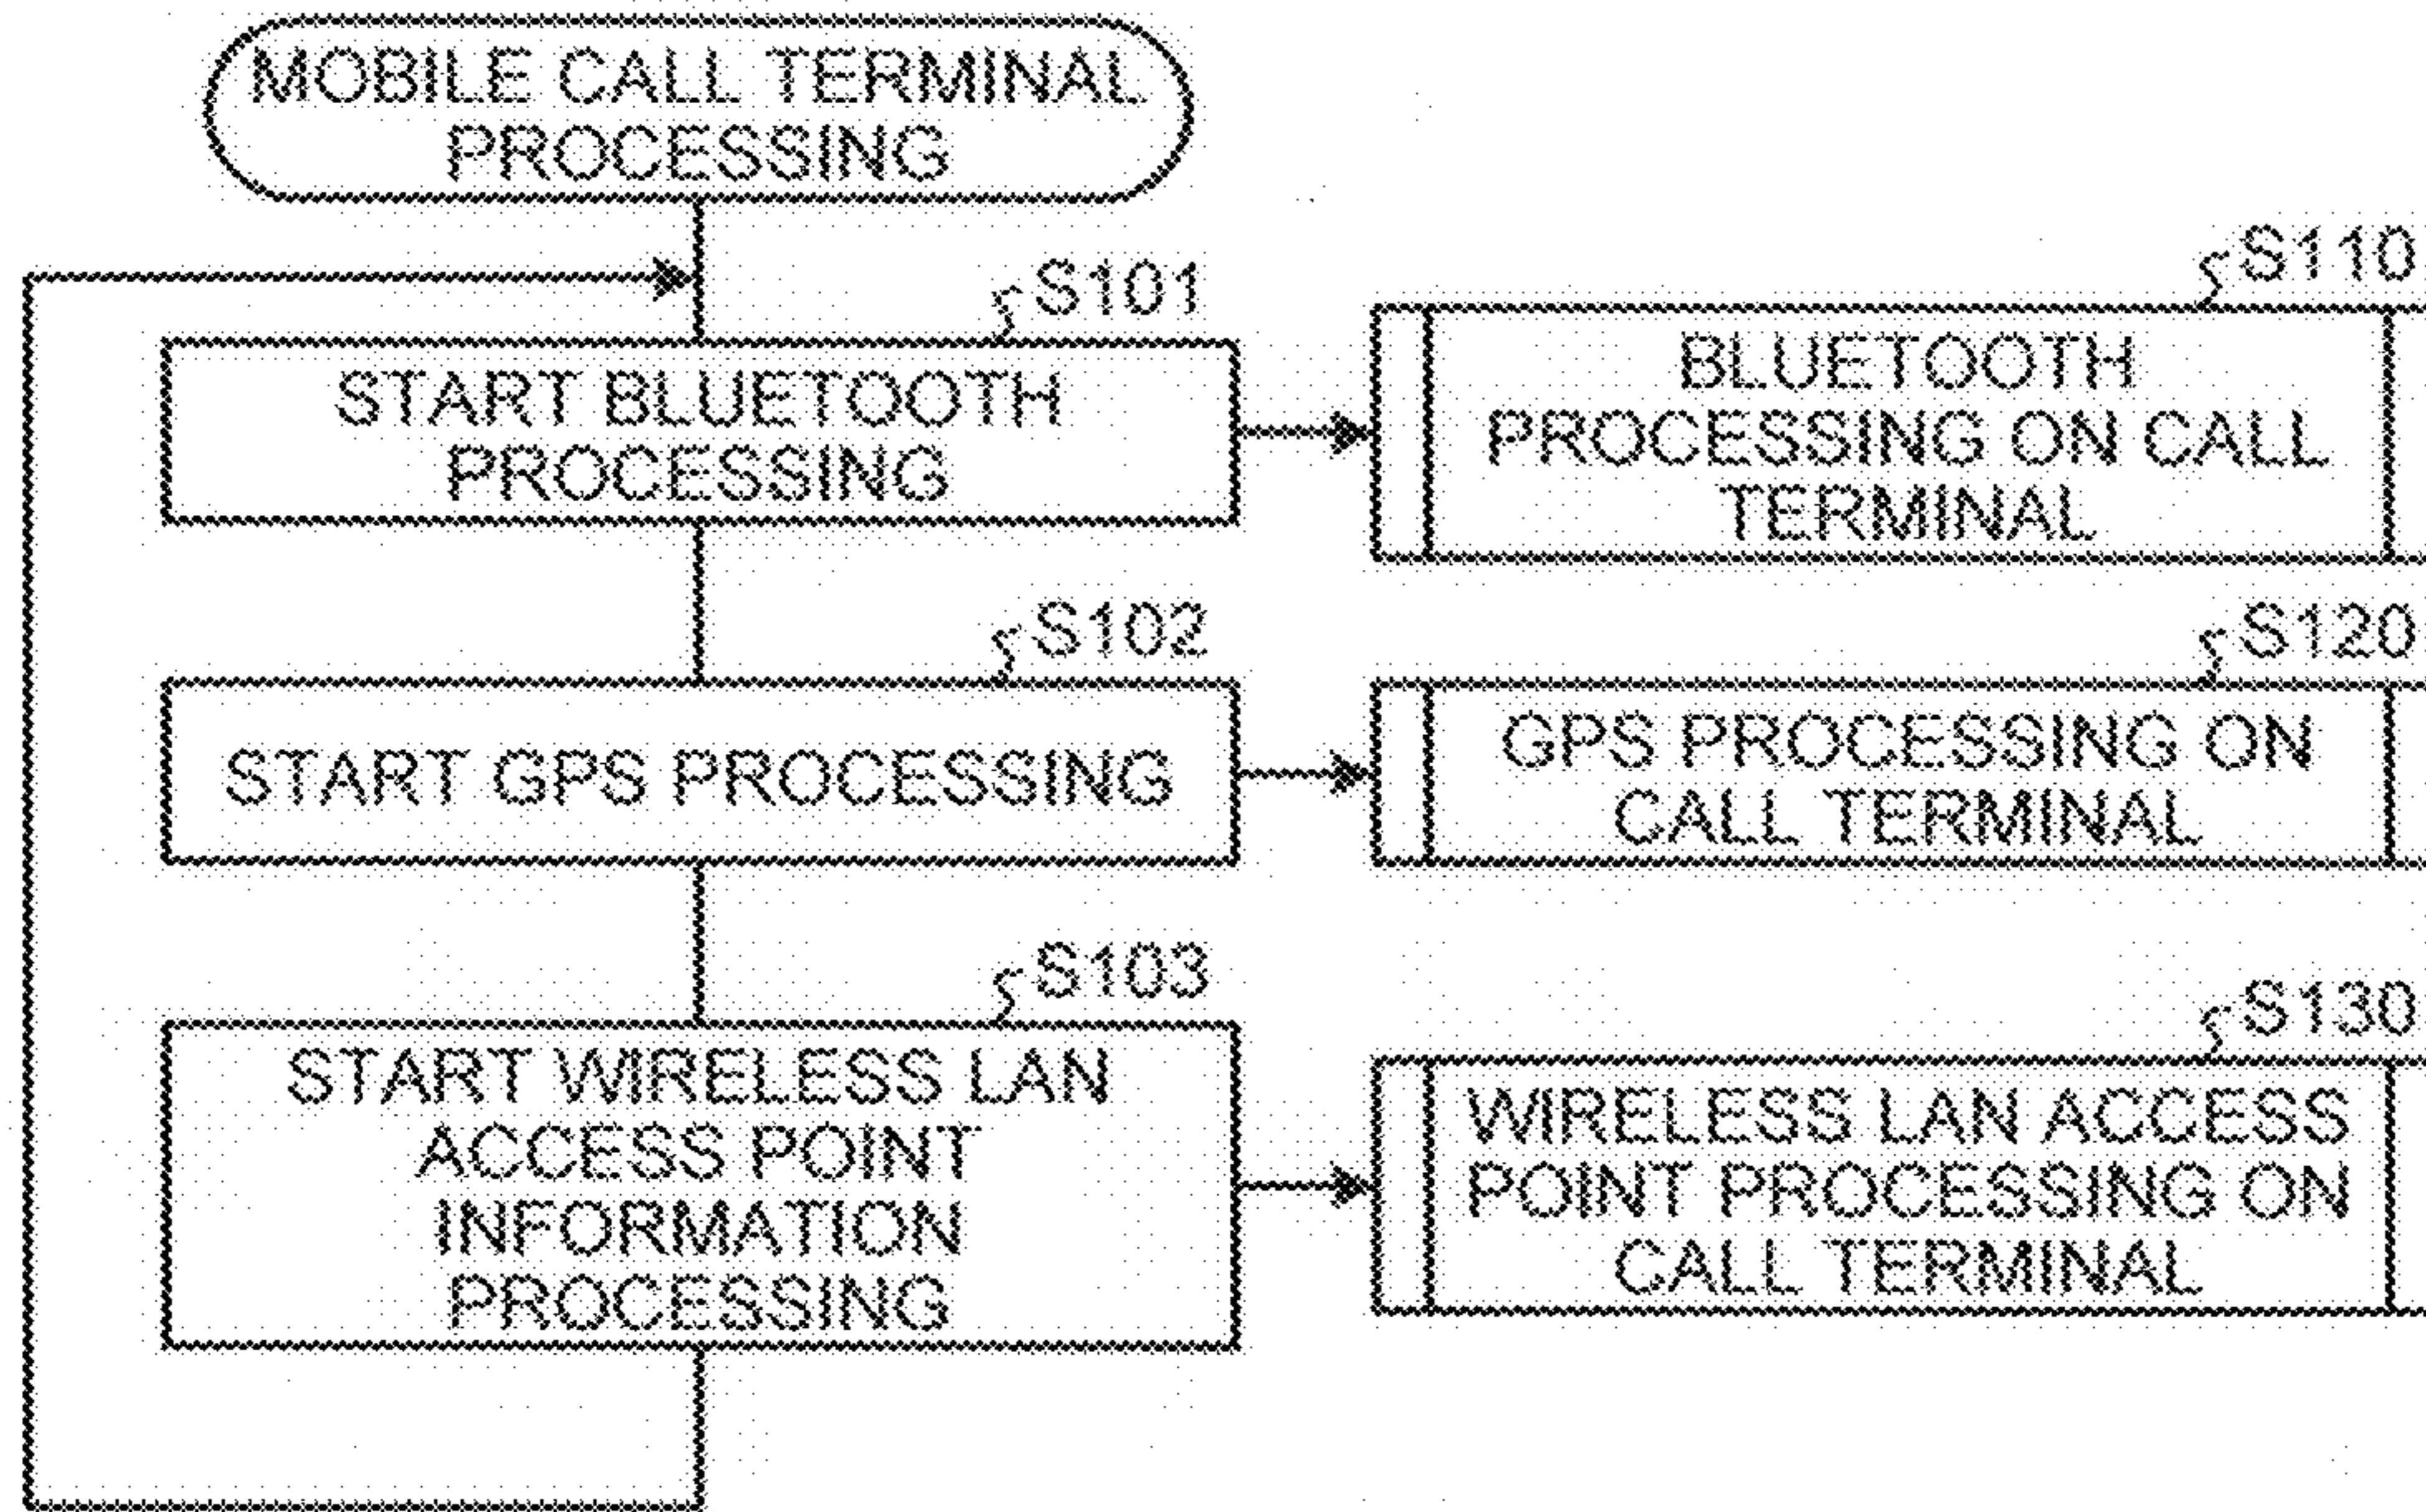 MOBILE CALL TERMINAL
PROCESSING
S101
START BLUETOOTH
PROCESSING
S110
BLUETOOTH
PROCESSING ON CALL
TERMINAL
S102
START GPS PROCESSING
S120
GPS PROCESSING ON
CALL TERMINAL
S103
START WIRELESS LAN
ACCESS POINT
INFORMATION
PROCESSING
S130
WIRELESS LAN ACCESS
POINT PROCESSING ON
CALL TERMINAL